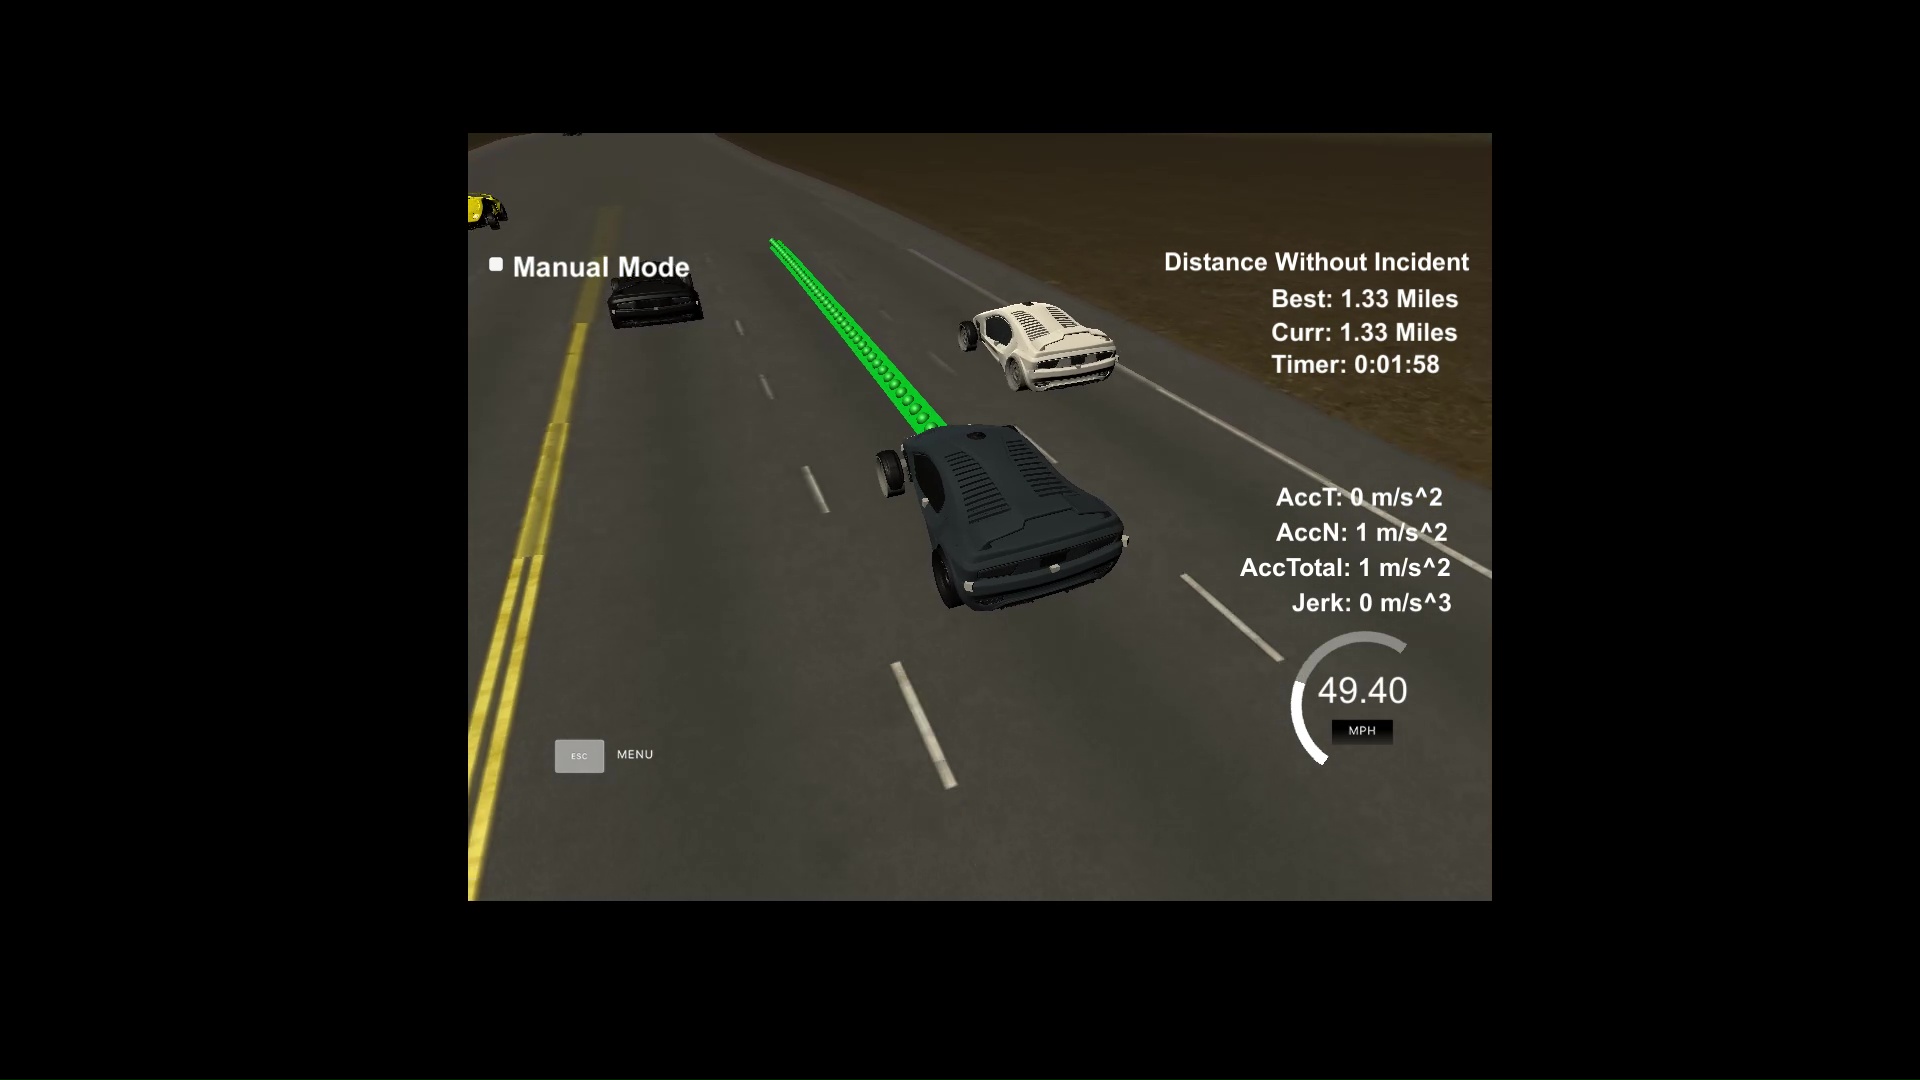 Manual Mode
Distance Without Incident
Best: 1.33 Miles
Curr: 1.33 Miles
Timer: 0:01:58
AccT: 0 m/s^2
AccN: 1 m/s^2
AccTotal: 1 m/s^2
Jerk: 0 m/s^3
49.40
MPH
ESC MENU